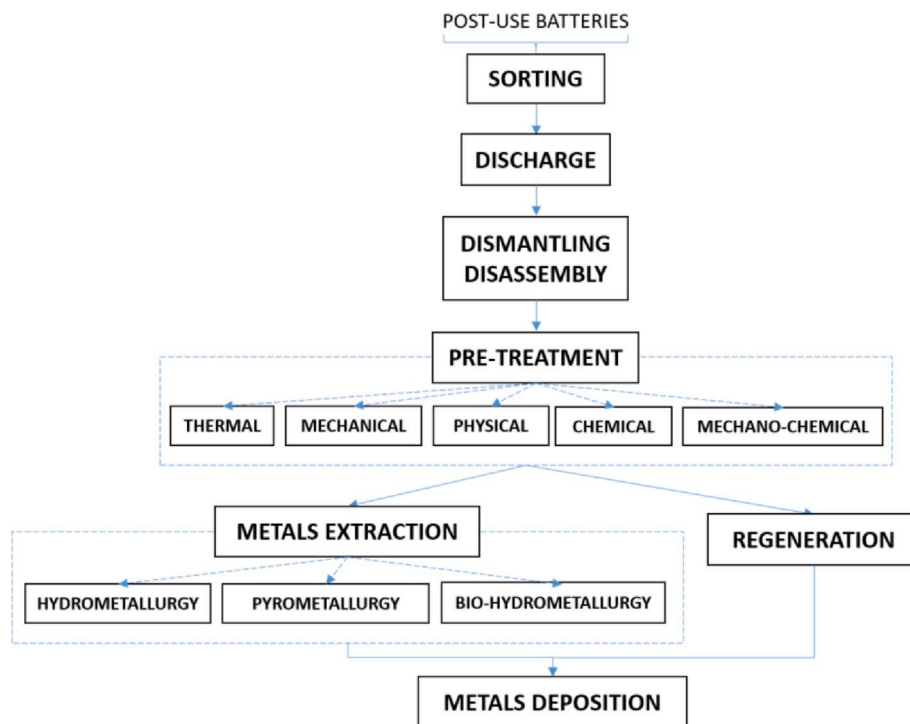 POST-USE BATTERIES
SORTING
DISCHARGE
DISMANTLING
DISASSEMBLY
PRE-TREATMENT
THERMAL
MECHANICAL
PHYSICAL
CHEMICAL
MECHANO-CHEMICAL
METALS EXTRACTION
REGENERATION
HYDROMETALLURGY
PYROMETALLURGY
BIO-HYDROMETALLURGY
METALS DEPOSITION